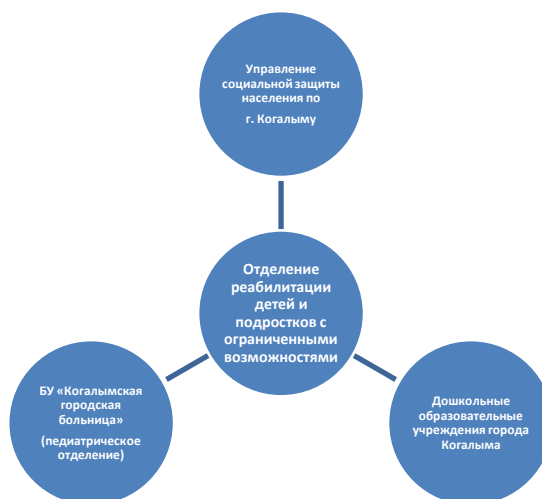 Управление
социальной защиты
населения по
г. Когалыму
Отделение
реабилитации
детей и
подростков с
ограниченными
возможностями
БУ «Когалымская
городская
больница»
(педиатрическое
отделение)
Дошкольные
образовательные
учреждения города
Когалыма